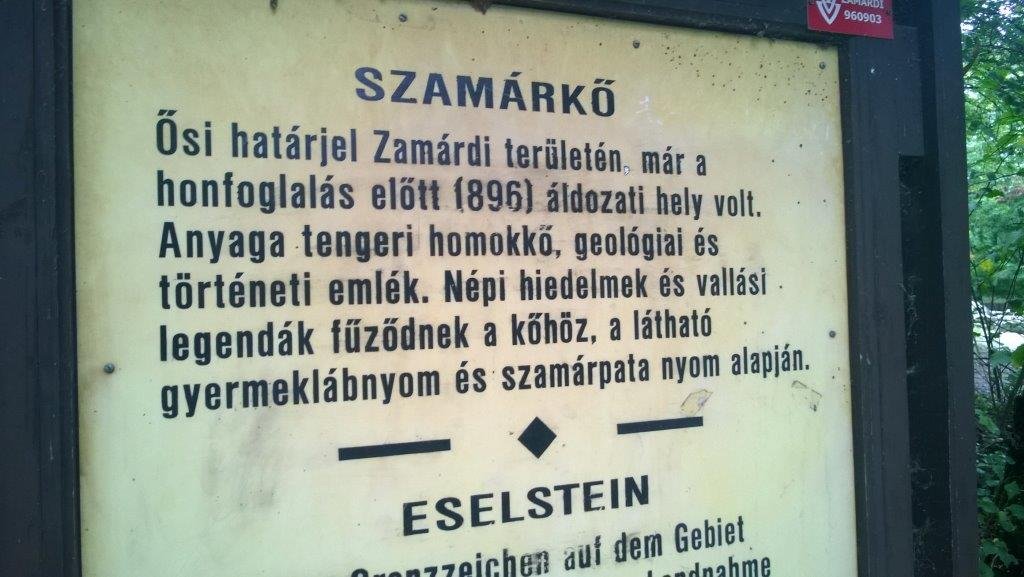 ZAMÁRDI
960903
SZAMÁRKŐ
Ősi határjel Zamárdi területén, már a
honfoglalás előtt (896) áldozati hely volt.
Anyaga tengeri homokkő, geológiai és
történeti emlék. Népi hiedelmek és vallási
legendák fűződnek a kőhöz, a látható
gyermeklábnyom és szamárpata nyom alapján.
ESELSTEIN
Grenzzeichen auf dem Gebiet